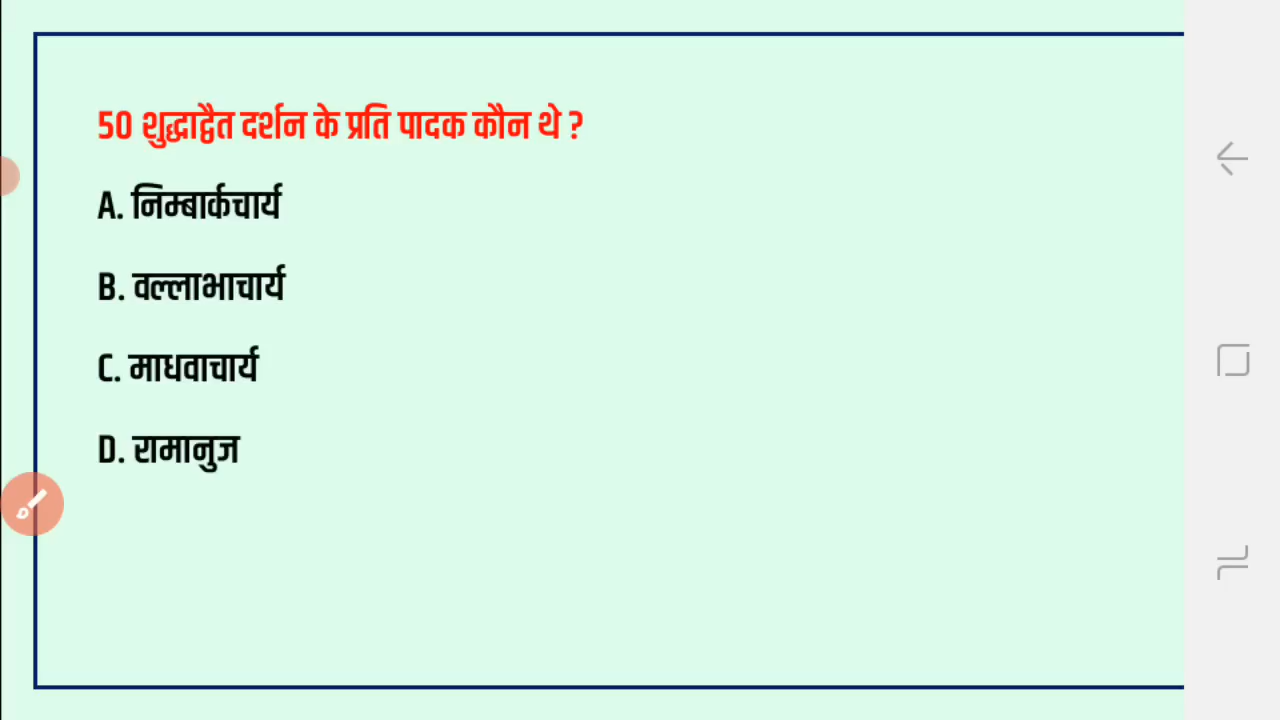 50 शुद्धाद्वैत दर्शन के प्रति पादक कौन थे ?
A. निम्बार्कचार्य
B. वल्लाभाचार्य
C. माधवाचार्य
D. रामानुज